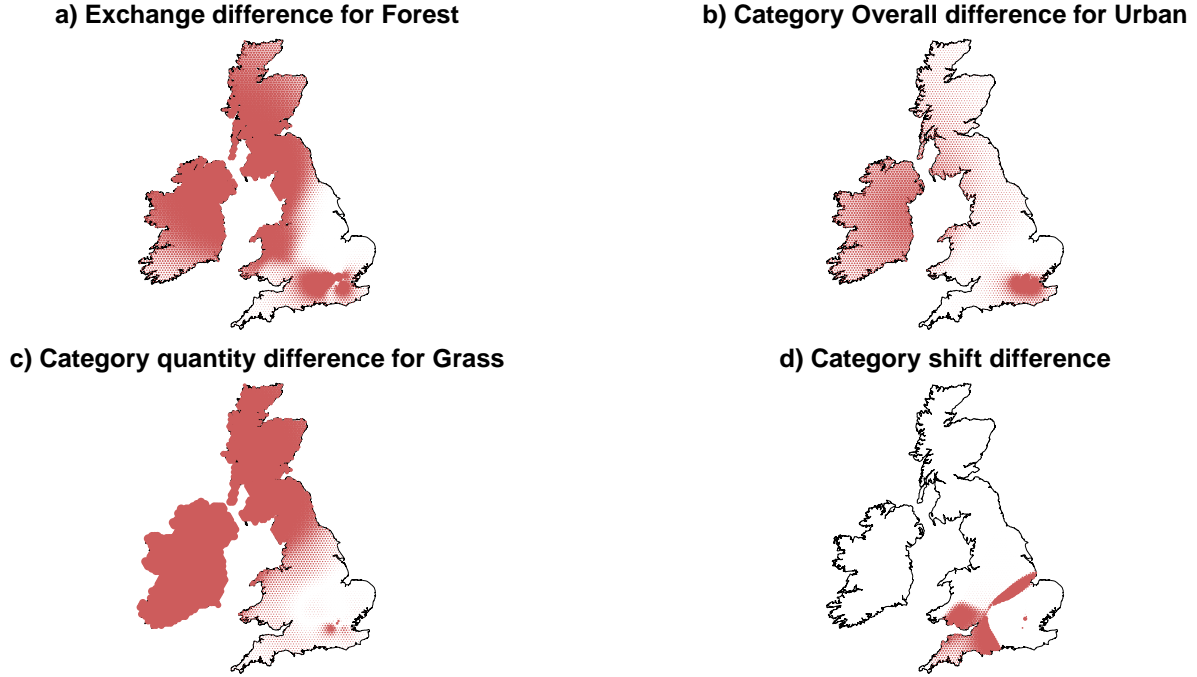 a) Exchange difference for Forest
b) Category Overall difference for Urban
c) Category quantity difference for Grass
d) Category shift difference